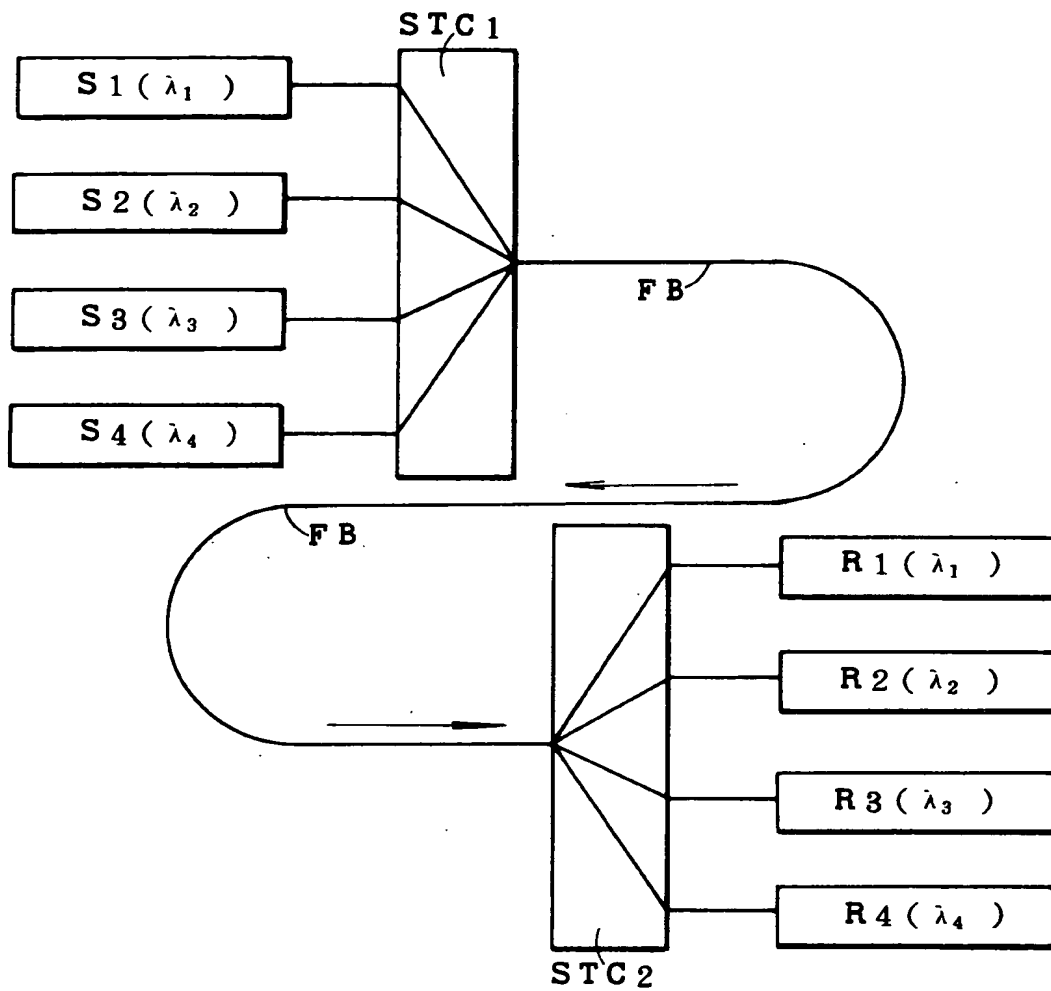 STC1
S1(λ₁)
S2(λ₂)
S3(λ₃)
S4(λ₄)
FB
FB
R1(λ₁)
R2(λ₂)
R3(λ₃)
R4(λ₄)
STC2